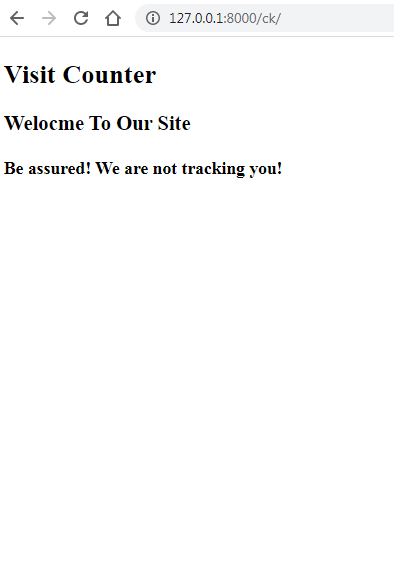 127.0.0.1:8000/ck/
Visit Counter
Welocme To Our Site
Be assured! We are not tracking you!